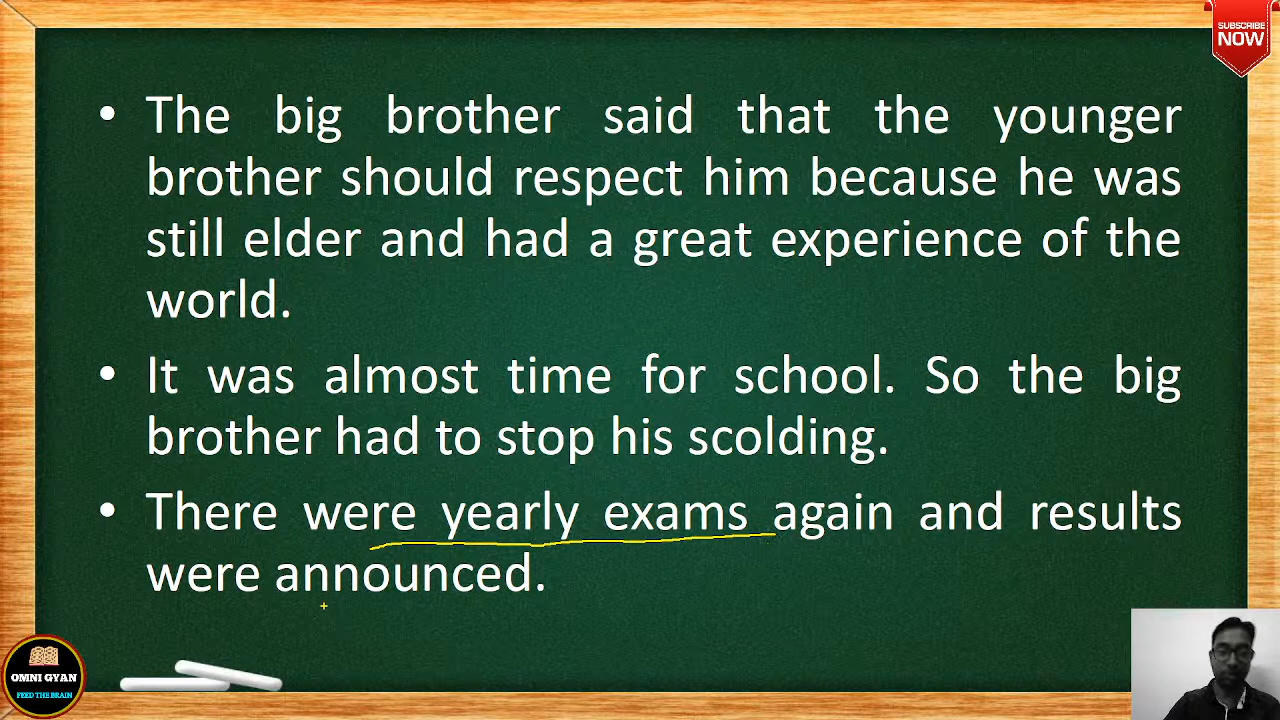 SUBSCRIBE
NOW
• The big brother said that the younger
brother should respect him because he was
still elder and had a great experience of the
world.
• It was almost time for school. So the big
brother had to stop his scolding.
• There were yearly exams again and results
were announced.
OMNI GYAN
FEED THE BRAIN